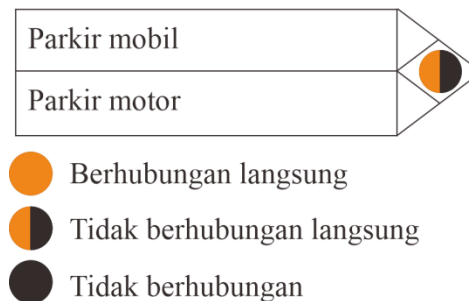 Parkir mobil
Parkir motor
Berhubungan langsung
Tidak berhubungan langsung
Tidak berhubungan